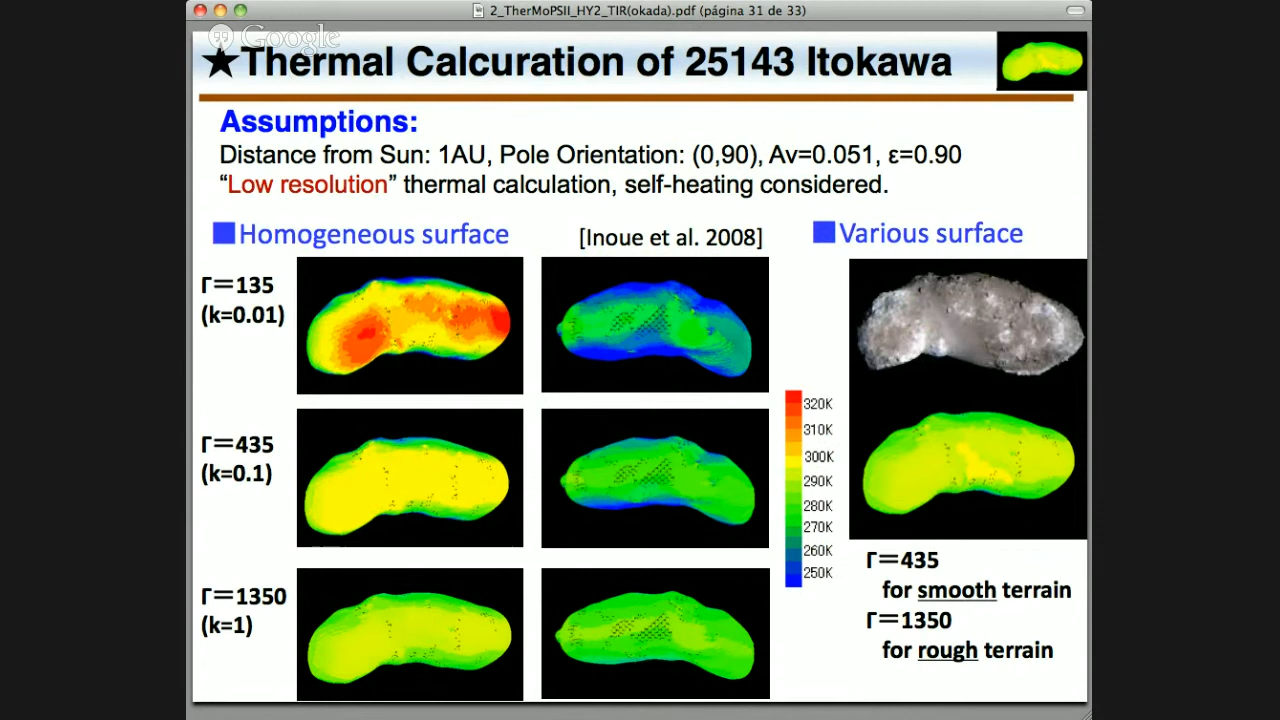 2_TherMoPSII_HY2_TIR(okada).pdf (página 31 de 33)
Google
★Thermal Calcuration of 25143 Itokawa
Assumptions:
Distance from Sun: 1AU, Pole Orientation: (0,90), Av=0.051, ε=0.90
“Low resolution” thermal calculation, self-heating considered.
■Homogeneous surface
[Inoue et al. 2008]
■Various surface
Γ=135
(k=0.01)
Γ=435
(k=0.1)
Γ=1350
(k=1)
320K
310K
300K
290K
280K
270K
260K
250K
Γ=435
for smooth terrain
Γ=1350
for rough terrain